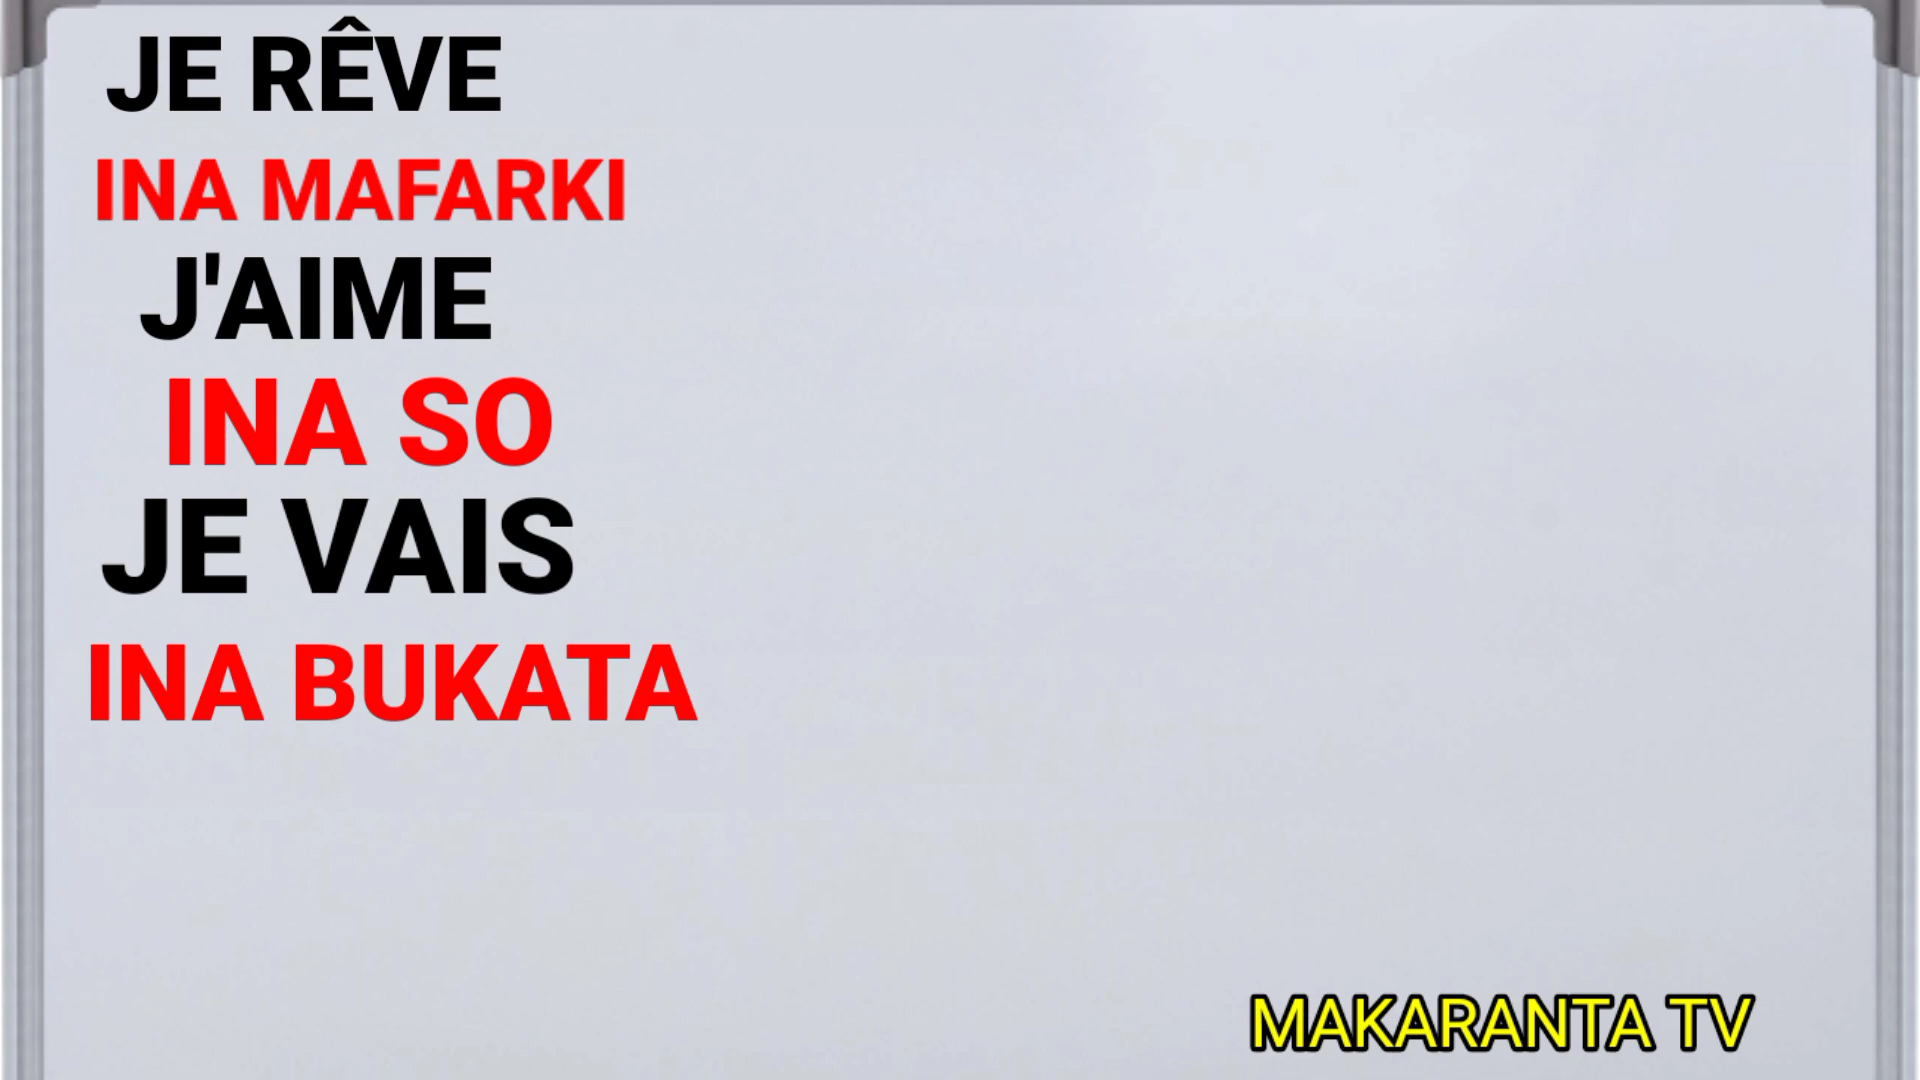 JE RÊVE
INA MAFARKI
J'AIME
INA SO
JE VAIS
INA BUKATA
MAKARANTA TV